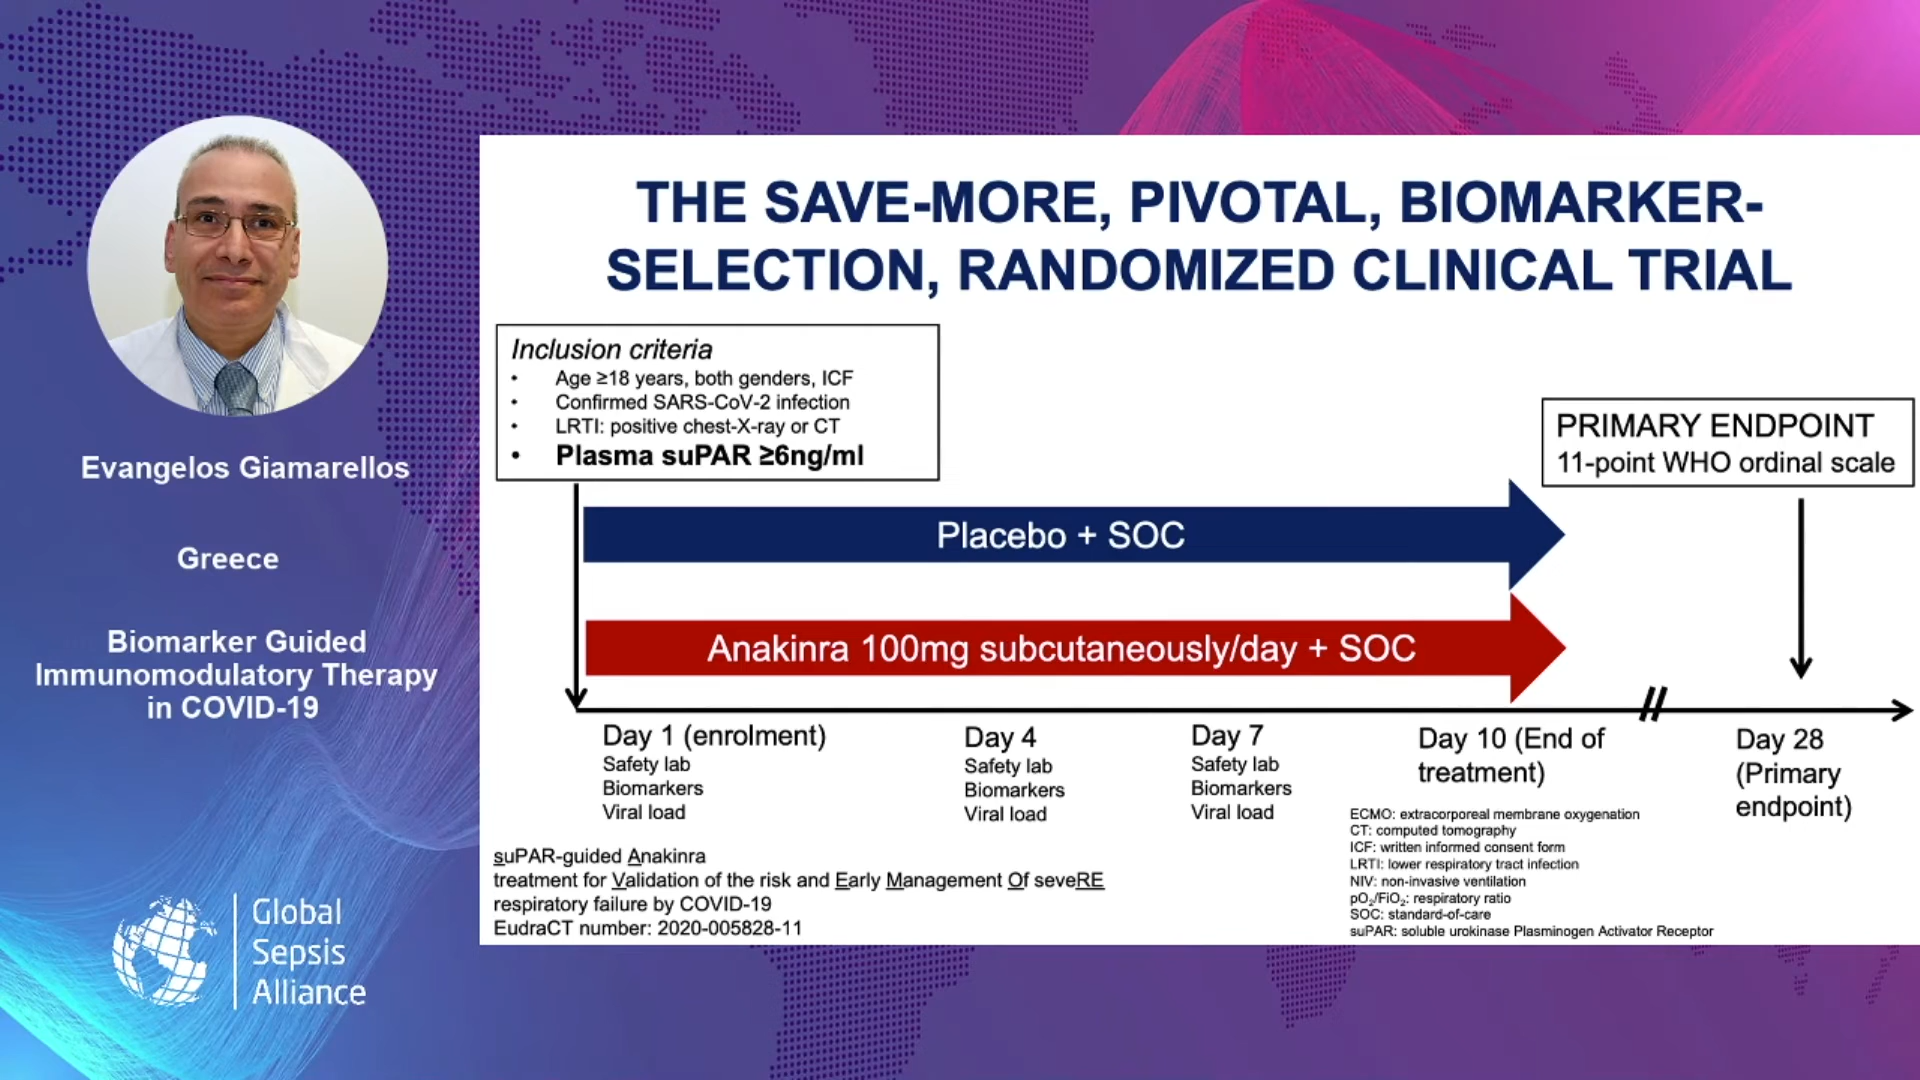 THE SAVE-MORE, PIVOTAL, BIOMARKER-
SELECTION, RANDOMIZED CLINICAL TRIAL
Inclusion criteria
• Age ≥18 years, both genders, ICF
• Confirmed SARS-CoV-2 infection
• LRTI: positive chest-X-ray or CT
• Plasma suPAR ≥6ng/ml
PRIMARY ENDPOINT
11-point WHO ordinal scale
Placebo + SOC
Anakinra 100mg subcutaneously/day + SOC
Day 1 (enrolment)
Safety lab
Biomarkers
Viral load
Day 4
Safety lab
Biomarkers
Viral load
Day 7
Safety lab
Biomarkers
Viral load
Day 10 (End of
treatment)
Day 28
(Primary
endpoint)
suPAR-guided Anakinra
treatment for Validation of the risk and Early Management Of seveRE
respiratory failure by COVID-19
EudraCT number: 2020-005828-11
ECMO: extracorporeal membrane oxygenation
CT: computed tomography
ICF: written informed consent form
LRTI: lower respiratory tract infection
NIV: non-invasive ventilation
pO₂/FiO₂: respiratory ratio
SOC: standard-of-care
suPAR: soluble urokinase Plasminogen Activator Receptor
Evangelos Giamarellos
Greece
Biomarker Guided
Immunomodulatory Therapy
in COVID-19
Global
Sepsis
Alliance